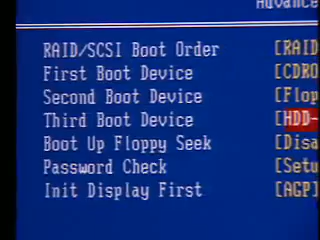 Advance
RAID/SCSI Boot Order [RAID
First Boot Device [CDRO
Second Boot Device [Flop
Third Boot Device [HDD-
Boot Up Floppy Seek [Disa
Password Check [Setu
Init Display First [AGP]